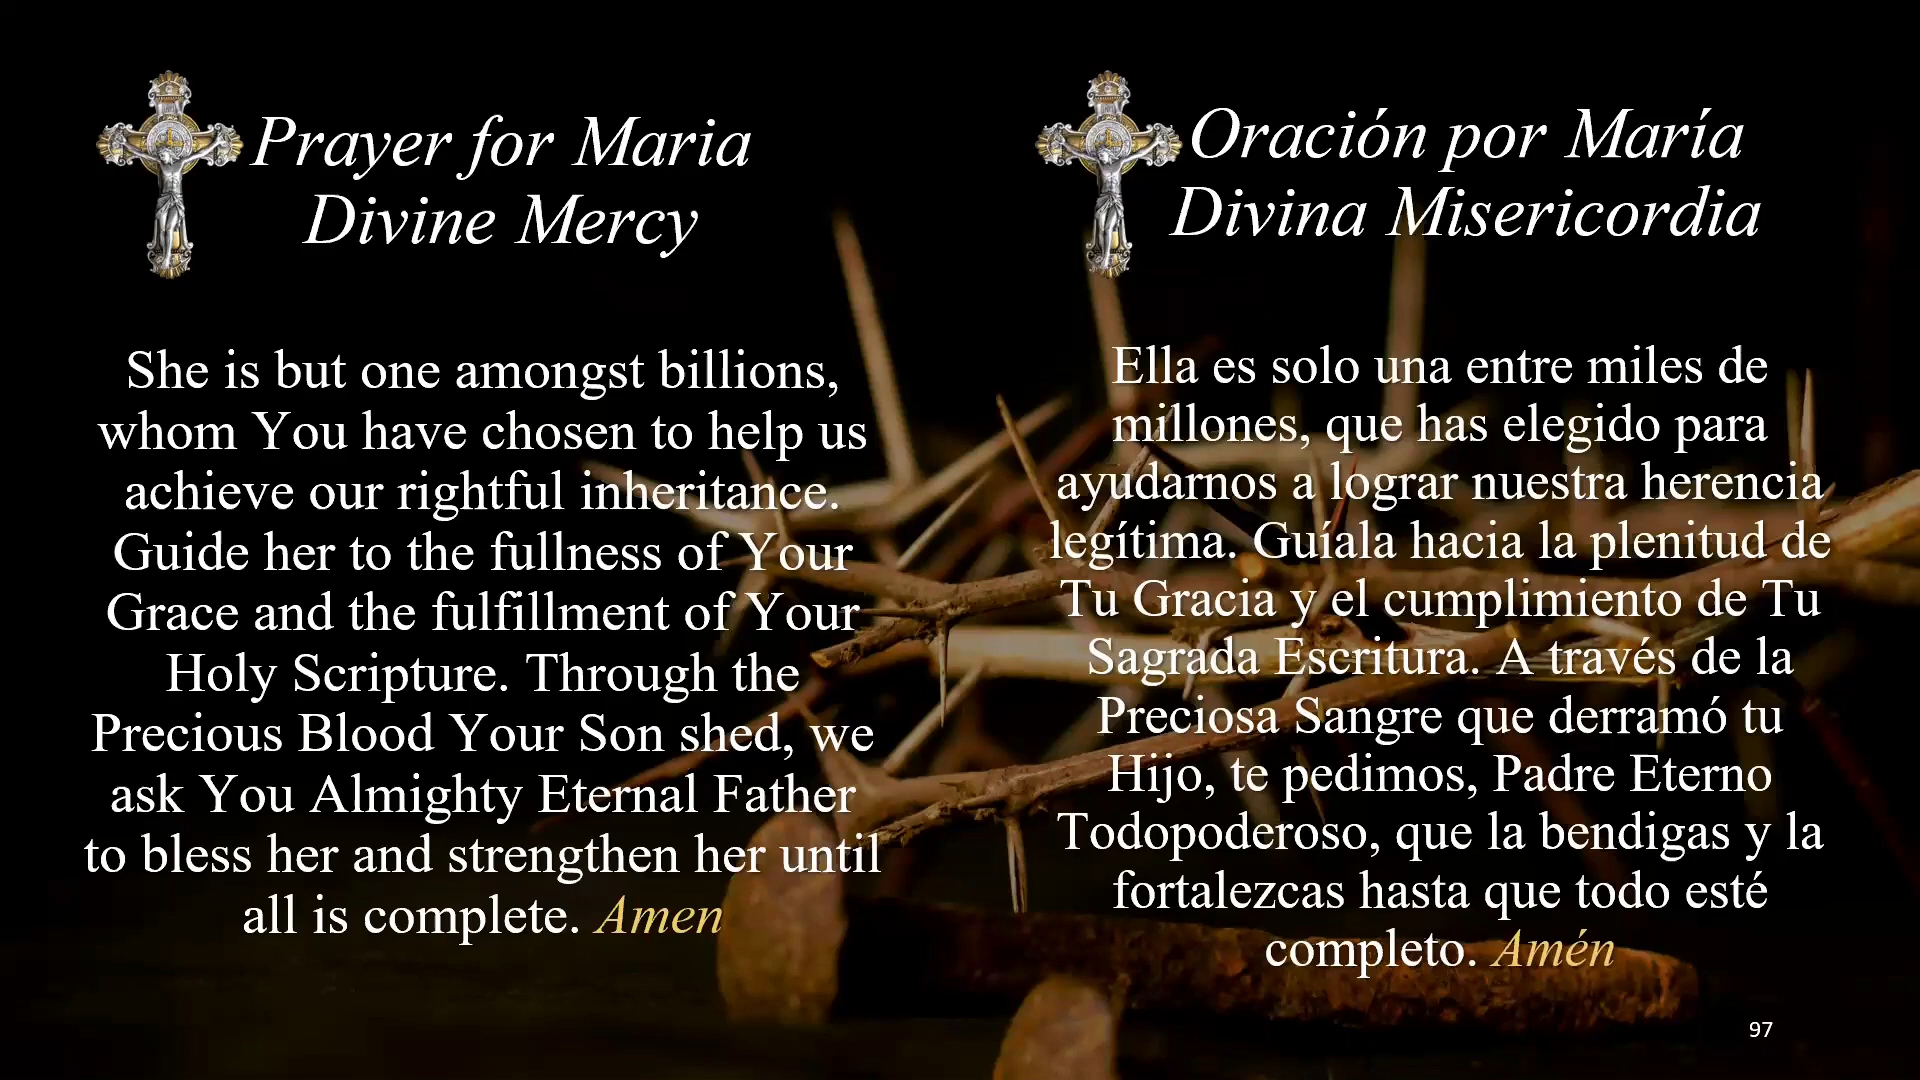 Prayer for Maria
Divine Mercy
She is but one amongst billions,
whom You have chosen to help us
achieve our rightful inheritance.
Guide her to the fullness of Your
Grace and the fulfillment of Your
Holy Scripture. Through the
Precious Blood Your Son shed, we
ask You Almighty Eternal Father
to bless her and strengthen her until
all is complete. Amen
Oración por María
Divina Misericordia
Ella es solo una entre miles de
millones, que has elegido para
ayudarnos a lograr nuestra herencia
legítima. Guíala hacia la plenitud de
Tu Gracia y el cumplimiento de Tu
Sagrada Escritura. A través de la
Preciosa Sangre que derramó tu
Hijo, te pedimos, Padre Eterno
Todopoderoso, que la bendigas y la
fortalezcas hasta que todo esté
completo. Amén
97